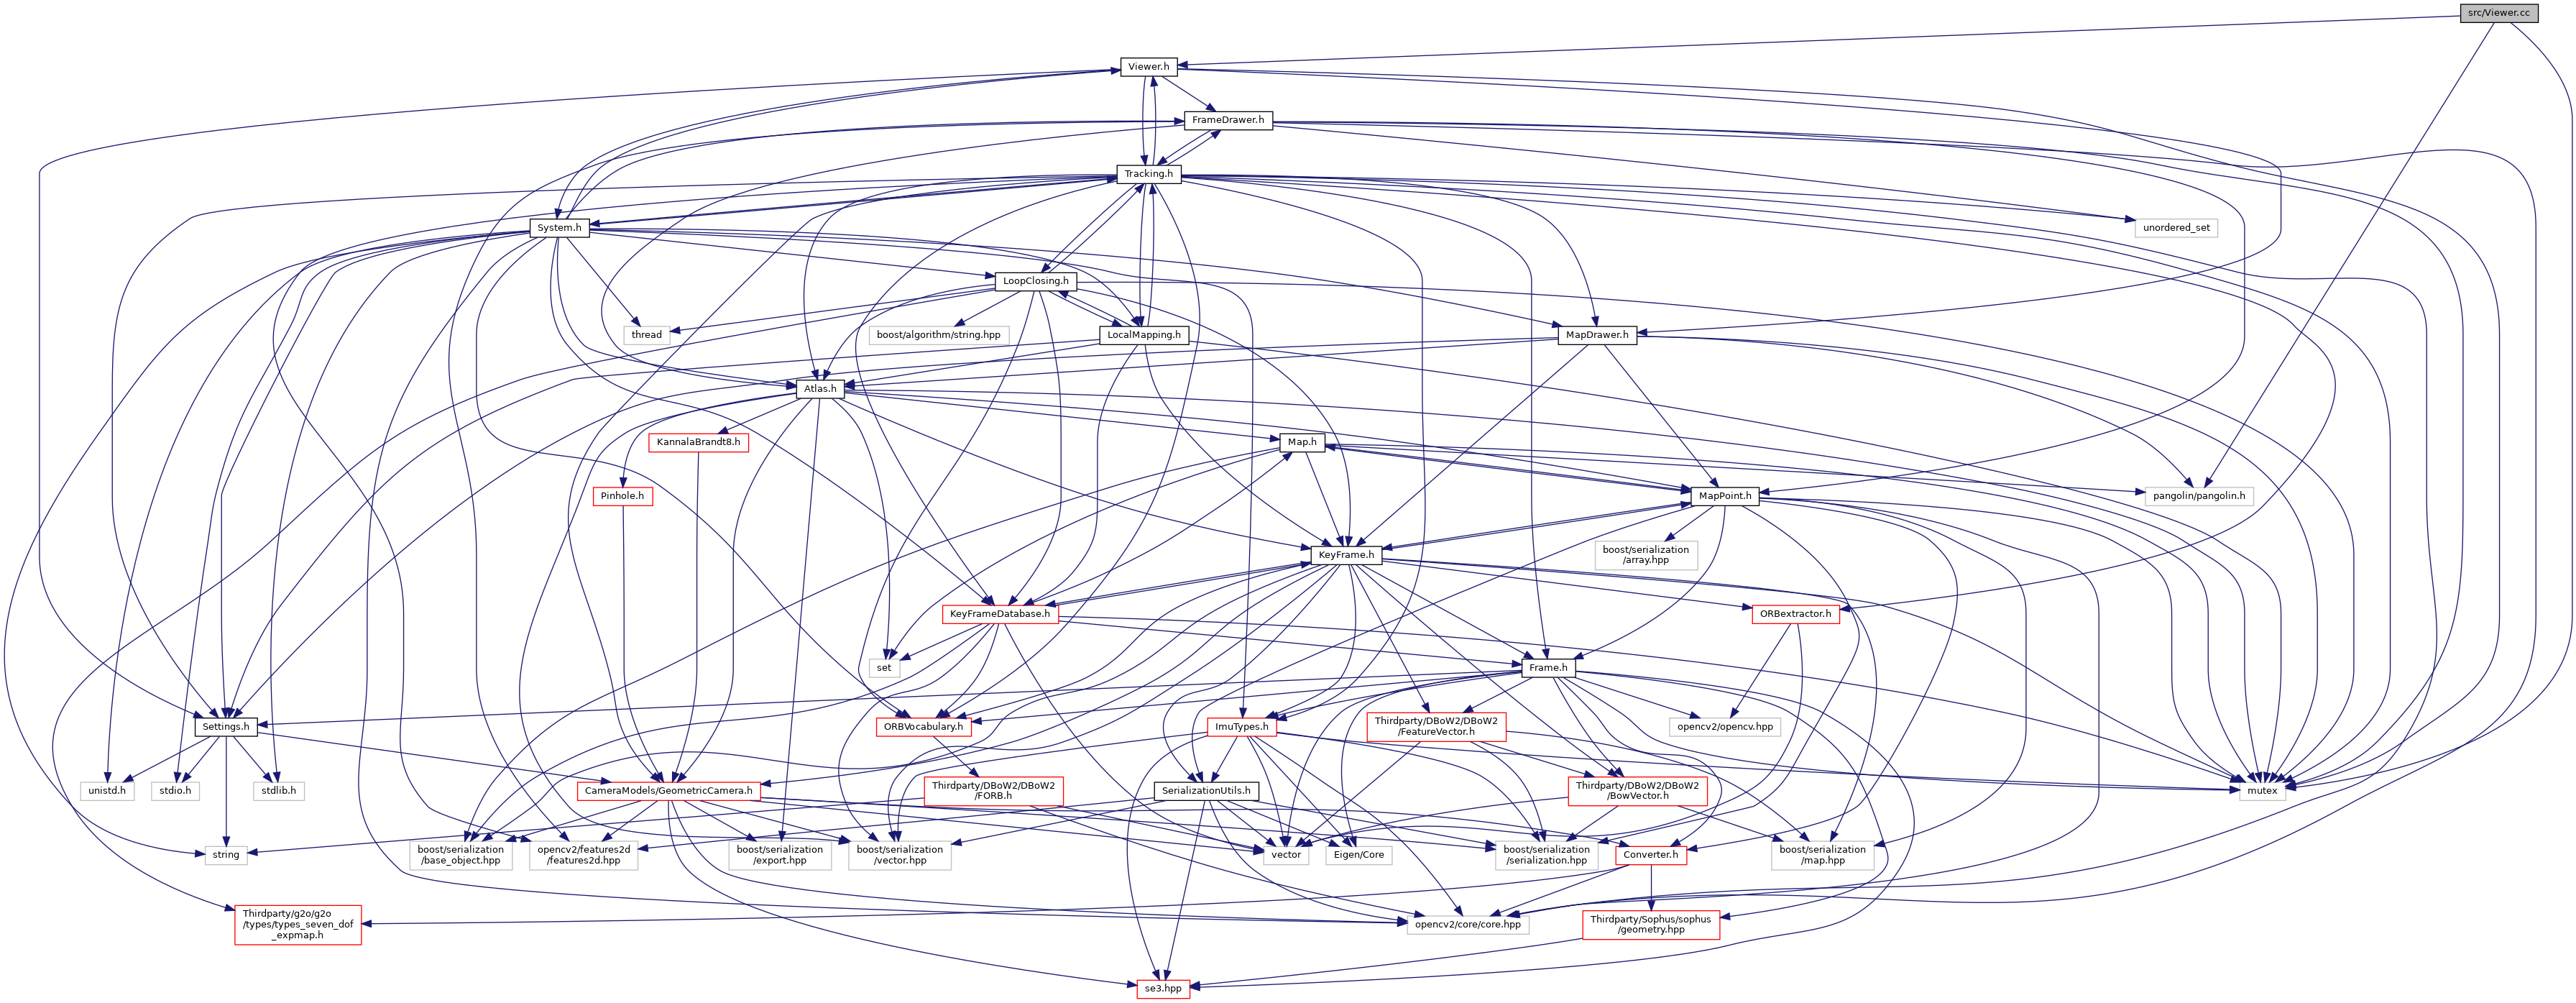 src/Viewer.cc
Viewer.h
FrameDrawer.h
Tracking.h
System.h
unordered_set
LoopClosing.h
thread
boost/algorithm/string.hpp
LocalMapping.h
MapDrawer.h
Atlas.h
KannalaBrandt8.h
Map.h
Pinhole.h
MapPoint.h
pangolin/pangolin.h
KeyFrame.h
boost/serialization
/array.hpp
KeyFrameDatabase.h
ORBextractor.h
set
Frame.h
Settings.h
ORBVocabulary.h
ImuTypes.h
Thirdparty/DBoW2/DBoW2
/FeatureVector.h
opencv2/opencv.hpp
unistd.h
stdio.h
stdlib.h
CameraModels/GeometricCamera.h
Thirdparty/DBoW2/DBoW2
/FORB.h
SerializationUtils.h
Thirdparty/DBoW2/DBoW2
/BowVector.h
mutex
string
boost/serialization
/base_object.hpp
opencv2/features2d
/features2d.hpp
boost/serialization
/export.hpp
boost/serialization
/vector.hpp
vector
Eigen/Core
boost/serialization
/serialization.hpp
Converter.h
boost/serialization
/map.hpp
Thirdparty/g2o/g2o
/types/types_seven_dof
_expmap.h
opencv2/core/core.hpp
Thirdparty/Sophus/sophus
/geometry.hpp
se3.hpp